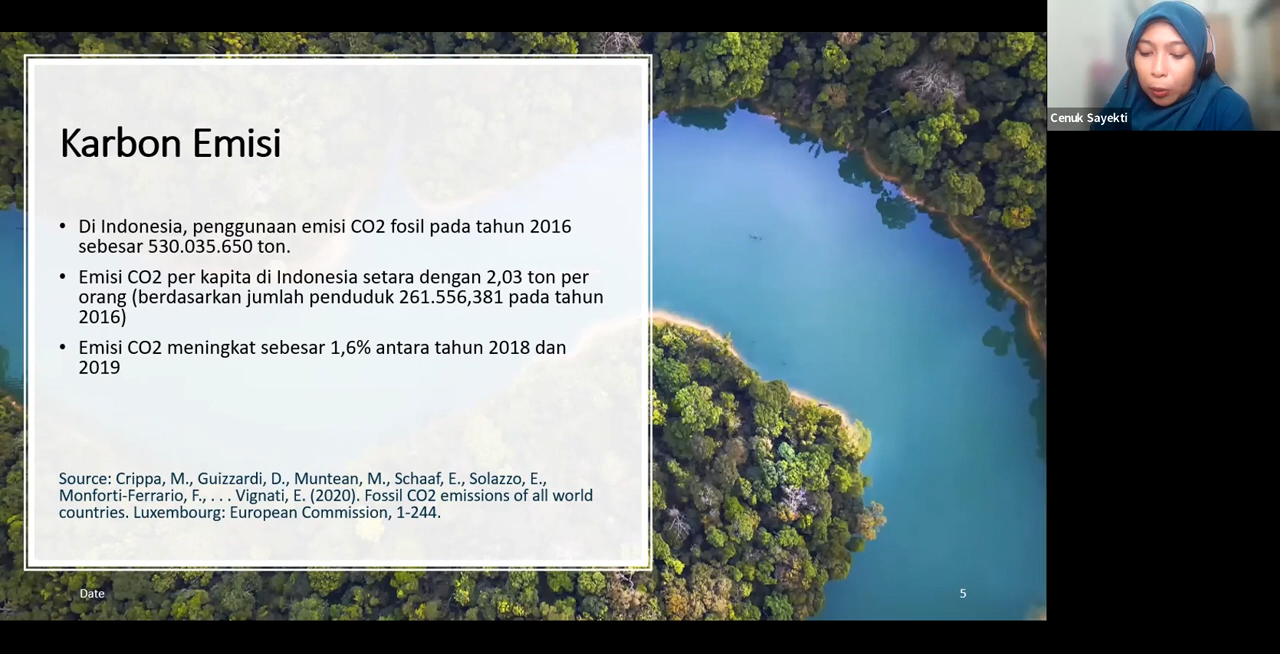 Karbon Emisi
• Di Indonesia, penggunaan emisi CO2 fosil pada tahun 2016
sebesar 530.035.650 ton.
• Emisi CO2 per kapita di Indonesia setara dengan 2,03 ton per
orang (berdasarkan jumlah penduduk 261.556,381 pada tahun
2016)
• Emisi CO2 meningkat sebesar 1,6% antara tahun 2018 dan
2019
Source: Crippa, M., Guizzardi, D., Muntean, M., Schaaf, E., Solazzo, E.,
Monforti-Ferrario, F., . . . Vignati, E. (2020). Fossil CO2 emissions of all world
countries. Luxembourg: European Commission, 1-244.
Date
5
Cenuk Sayekti